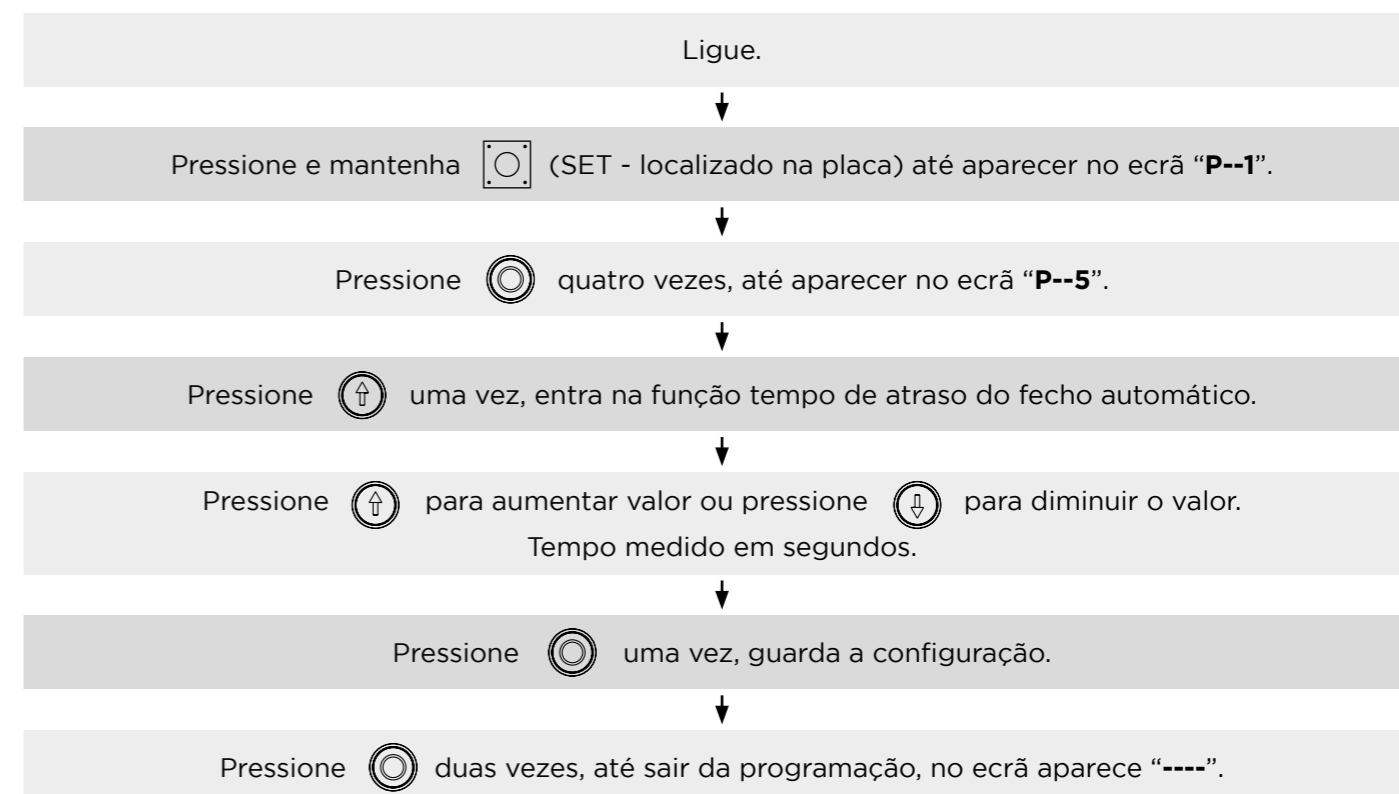 Ligue.
Pressione e mantenha (SET - localizado na placa) até aparecer no ecrã “P--1”.
Pressione quatro vezes, até aparecer no ecrã “P--5”.
Pressione uma vez, entra na função tempo de atraso do fecho automático.
Pressione para aumentar valor ou pressione para diminuir o valor.
Tempo medido em segundos.
Pressione uma vez, guarda a configuração.
Pressione duas vezes, até sair da programação, no ecrã aparece “----”.